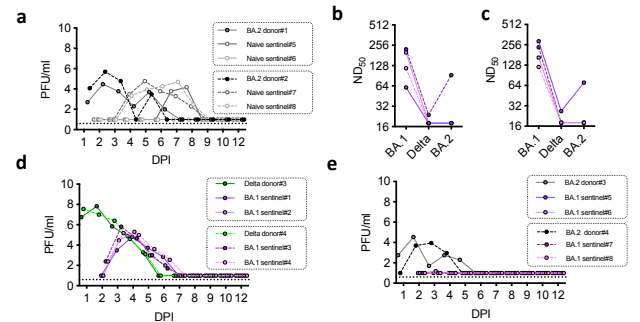 a
PFU/ml
10
8
6
4
2
0
1 2 3 4 5 6 7 8 9 10 11 12
DPI
BA.2 donor#1
Naive sentinel#5
Naive sentinel#6
BA.2 donor#2
Naive sentinel#7
Naive sentinel#8
b
ND50
512
256
128
64
32
16
BA.1 Delta BA.2
c
ND50
512
256
128
64
32
16
BA.1 Delta BA.2
d
PFU/ml
10
8
6
4
2
0
1 2 3 4 5 6 7 8 9 10 11 12
DPI
Delta donor#3
BA.1 sentinel#1
BA.1 sentinel#2
Delta donor#4
BA.1 sentinel#3
BA.1 sentinel#4
e
PFU/ml
10
8
6
4
2
0
1 2 3 4 5 6 7 8 9 10 11 12
DPI
BA.2 donor#3
BA.1 sentinel#5
BA.1 sentinel#6
BA.2 donor#4
BA.1 sentinel#7
BA.1 sentinel#8